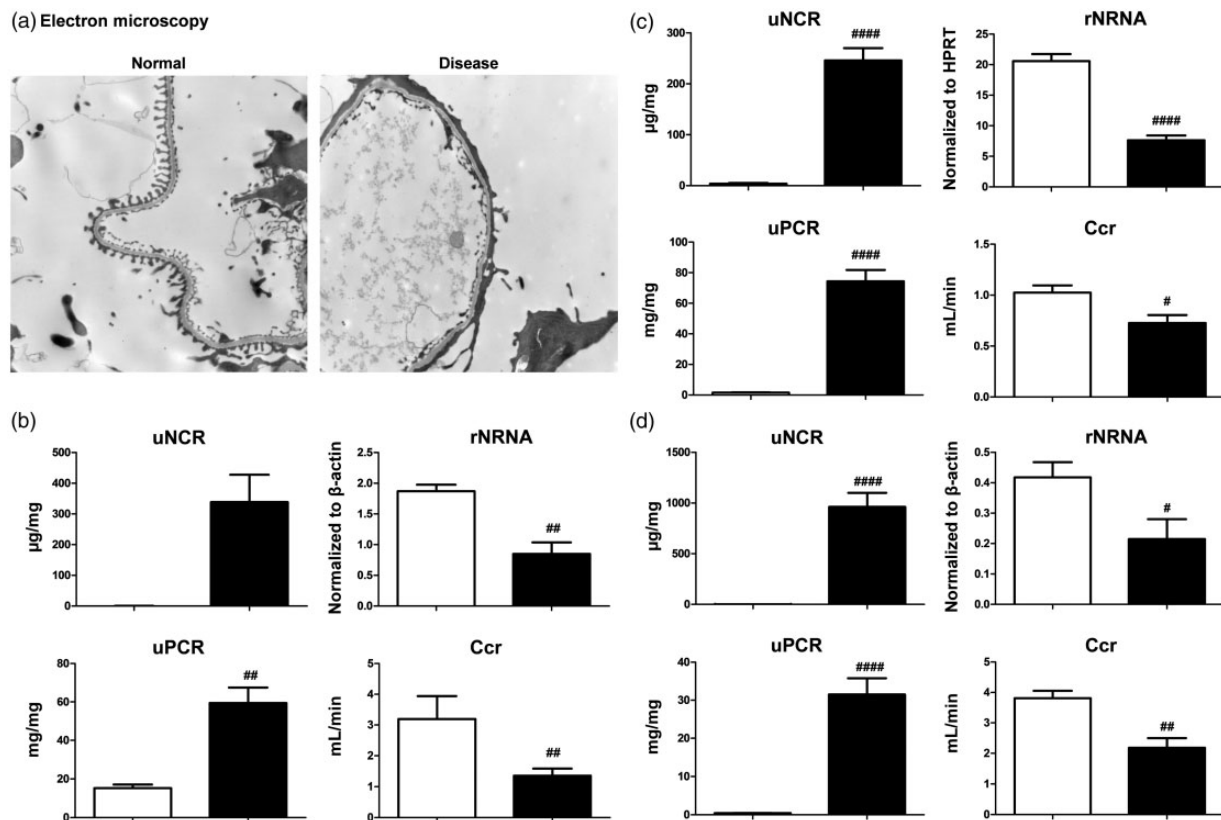 (a) Electron microscopy
Normal Disease
(b)
uNCR
µg/mg
500
400
300
200
100
0
rNRNA
Normalized to β-actin
2.5
2.0
1.5
1.0
0.5
0.0
##
uPCR
mg/mg
80
60
40
20
0
##
Ccr
mL/min
5
4
3
2
1
0
##
(c)
uNCR
µg/mg
300
200
100
0
####
rNRNA
Normalized to HPRT
25
20
15
10
5
0
####
uPCR
mg/mg
100
80
60
40
20
0
####
Ccr
mL/min
1.5
1.0
0.5
0.0
#
(d)
uNCR
µg/mg
1500
1000
500
0
####
rNRNA
Normalized to β-actin
0.5
0.4
0.3
0.2
0.1
0.0
#
uPCR
mg/mg
40
30
20
10
0
####
Ccr
mL/min
5
4
3
2
1
0
##